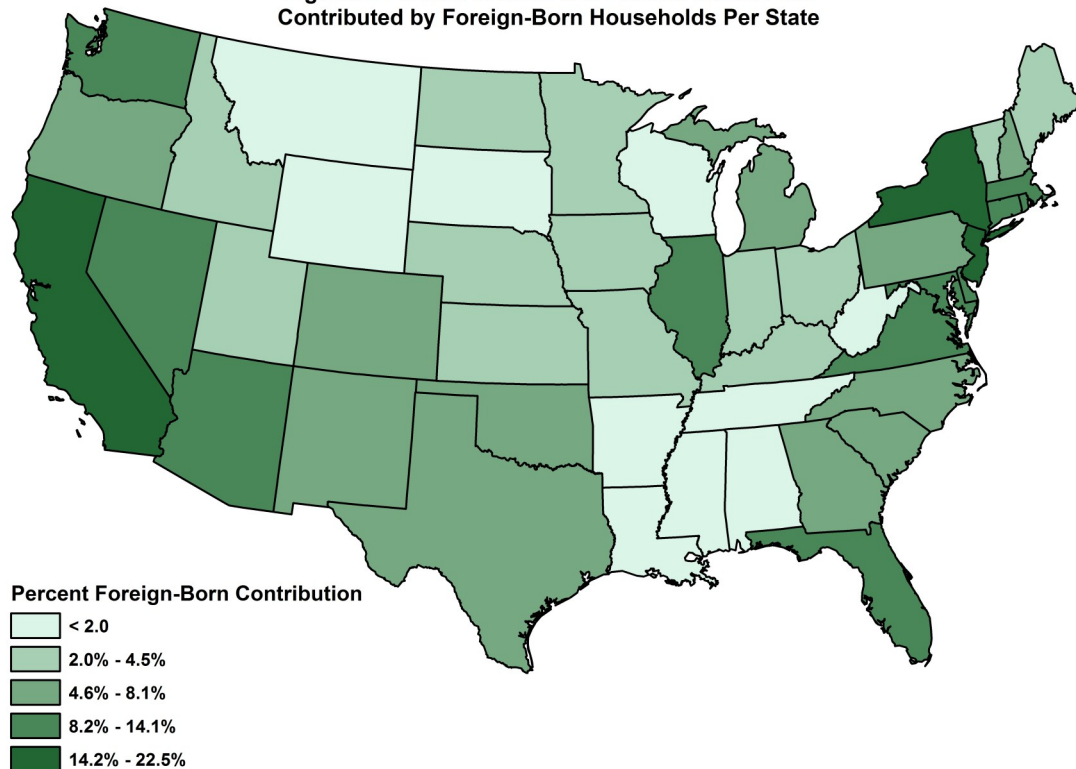 Contributed by Foreign-Born Households Per State
Percent Foreign-Born Contribution
< 2.0
2.0% - 4.5%
4.6% - 8.1%
8.2% - 14.1%
14.2% - 22.5%